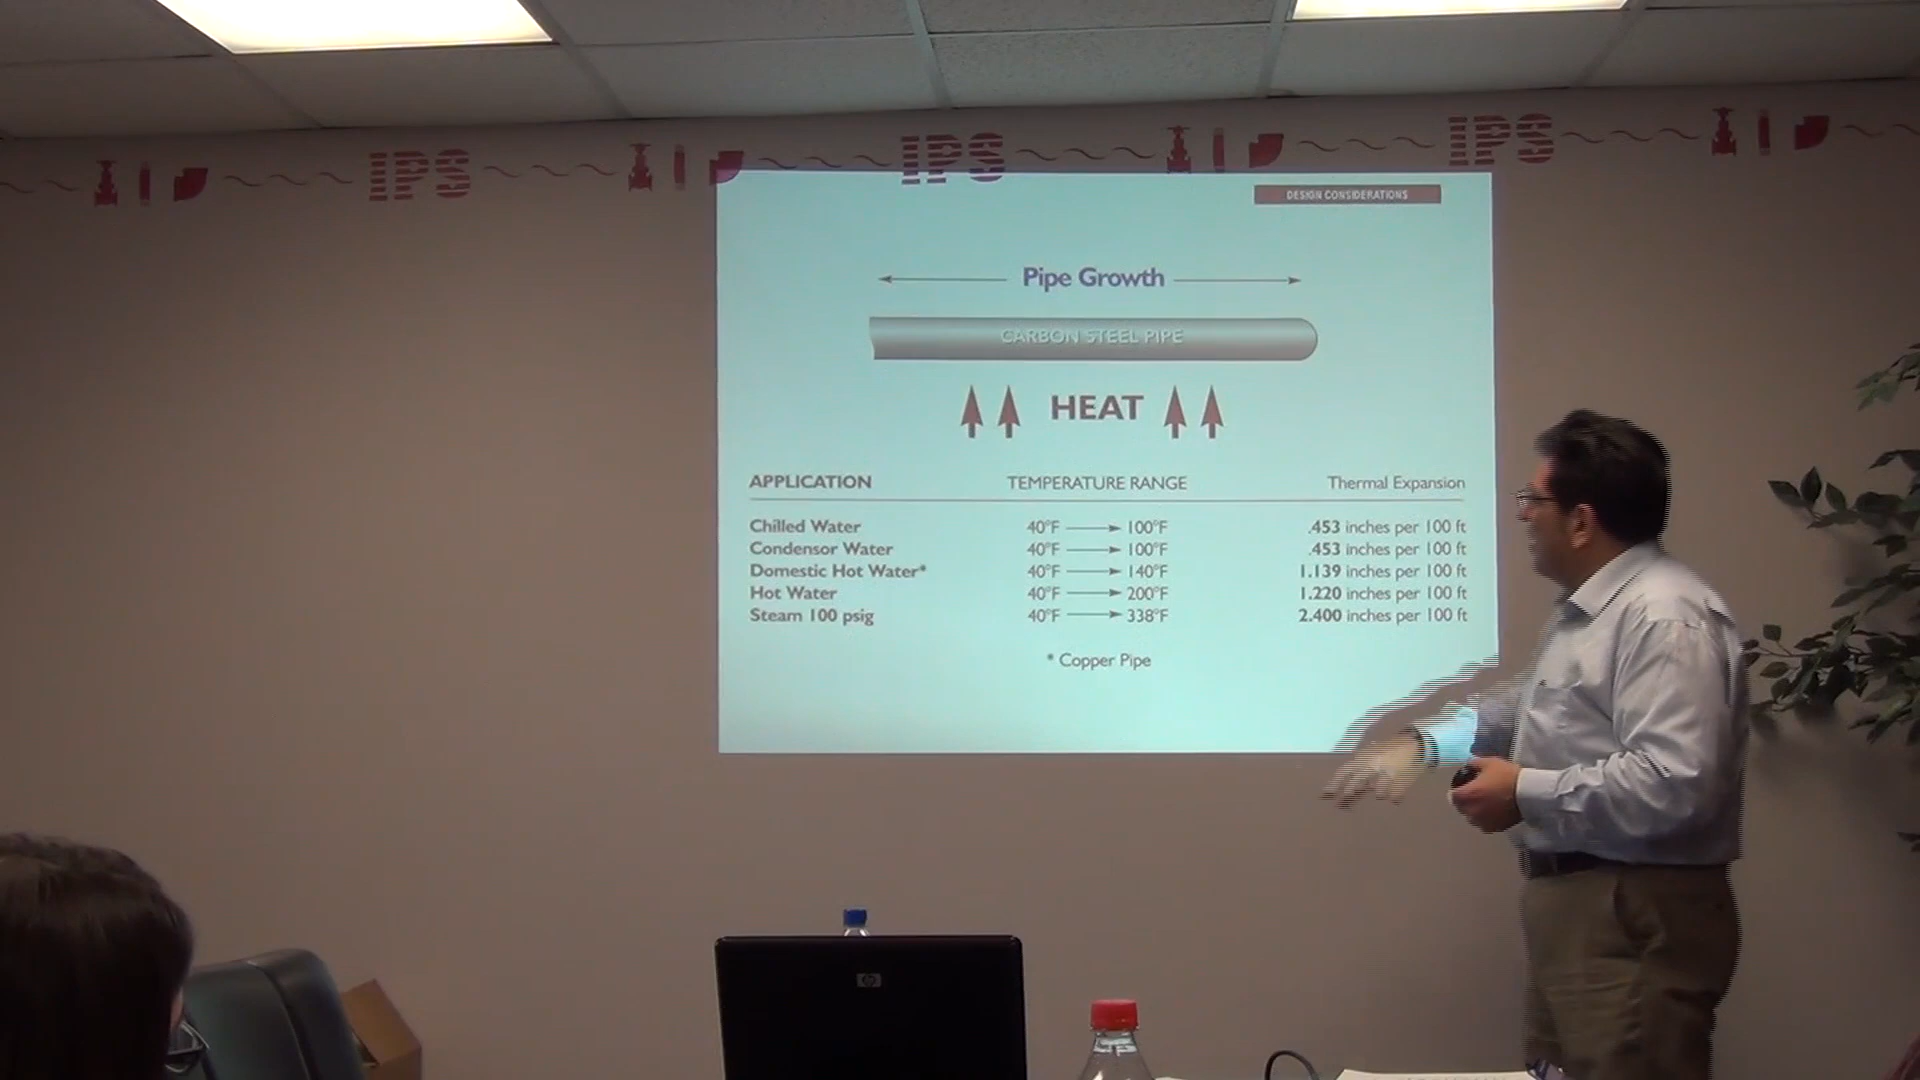 IPS IPS IPS
DESIGN CONSIDERATIONS
Pipe Growth
CARBON STEEL PIPE
HEAT
APPLICATION TEMPERATURE RANGE Thermal Expansion
Chilled Water 40°F 100°F .453 inches per 100 ft
Condensor Water 40°F 100°F .453 inches per 100 ft
Domestic Hot Water* 40°F 140°F 1.139 inches per 100 ft
Hot Water 40°F 200°F 1.220 inches per 100 ft
Steam 100 psig 40°F 338°F 2.400 inches per 100 ft
* Copper Pipe
hp